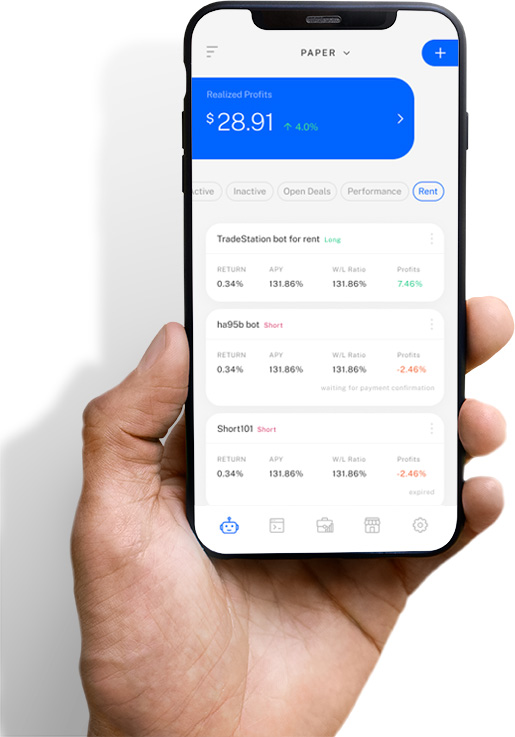 PAPER
+
Realized Profits
$28.91 ↑ 4.0%
Active Inactive Open Deals Performance Rent
TradeStation bot for rent Long
RETURN APY W/L Ratio Profits
0.34% 131.86% 131.86% 7.46%
ha95b bot Short
RETURN APY W/L Ratio Profits
0.34% 131.86% 131.86% -2.46%
waiting for payment confirmation
Short101 Short
RETURN APY W/L Ratio Profits
0.34% 131.86% 131.86% -2.46%
expired